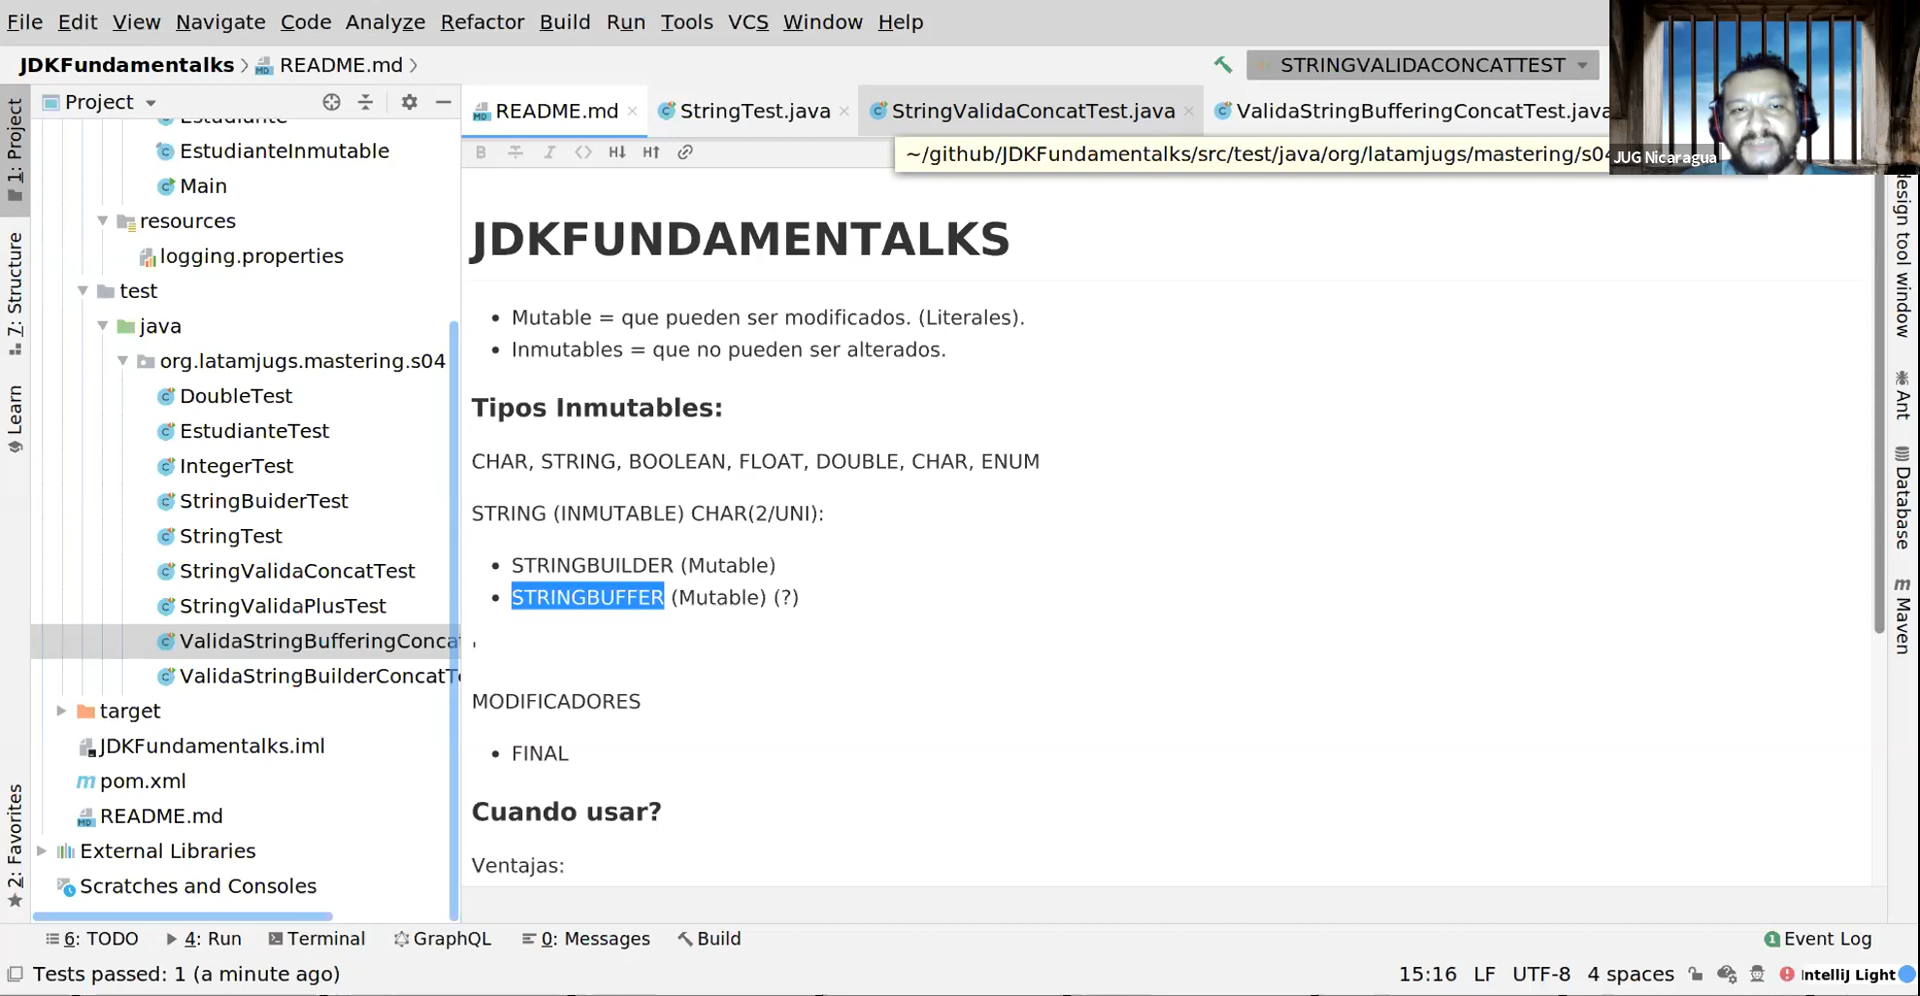 File Edit View Navigate Code Analyze Refactor Build Run Tools VCS Window Help
JDKFundamentalks README.md
STRINGVALIDACONCATTEST
Project
README.md StringTest.java StringValidaConcatTest.java ValidaStringBufferingConcatTest.java
~/github/JDKFundamentalks/src/test/java/org/latamjugs/mastering/s04
JUG Nicaragua
1: Project
7: Structure
Learn
2: Favorites
EstudianteInmutable
Main
resources
logging.properties
test
java
org.latamjugs.mastering.s04
DoubleTest
EstudianteTest
IntegerTest
StringBuiderTest
StringTest
StringValidaConcatTest
StringValidaPlusTest
ValidaStringBufferingConcat
ValidaStringBuilderConcatTe
target
JDKFundamentalks.iml
pom.xml
README.md
External Libraries
Scratches and Consoles
B I <> H↓ H↑
JDKFUNDAMENTALKS
• Mutable = que pueden ser modificados. (Literales).
• Inmutables = que no pueden ser alterados.
Tipos Inmutables:
CHAR, STRING, BOOLEAN, FLOAT, DOUBLE, CHAR, ENUM
STRING (INMUTABLE) CHAR(2/UNI):
• STRINGBUILDER (Mutable)
• STRINGBUFFER (Mutable) (?)
'
MODIFICADORES
• FINAL
Cuando usar?
Ventajas:
design tool window
Ant
Database
Maven
6: TODO 4: Run Terminal GraphQL 0: Messages Build 1 Event Log
Tests passed: 1 (a minute ago) 15:16 LF UTF-8 4 spaces IntelliJ Light